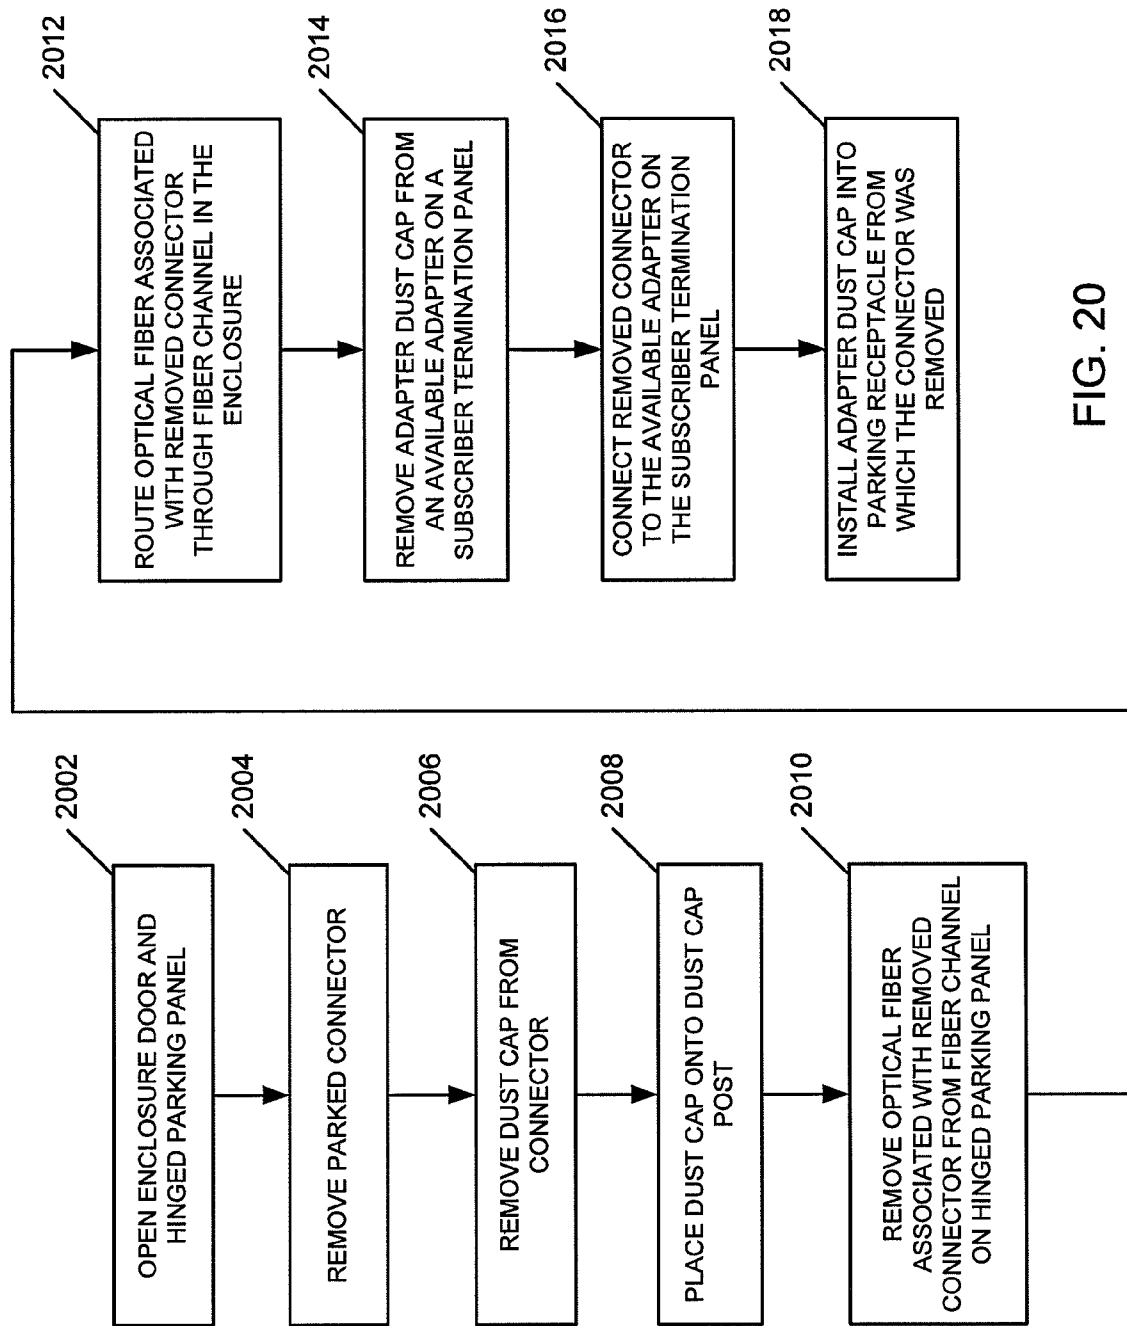 2002
OPEN ENCLOSURE DOOR AND
HINGED PARKING PANEL
2004
REMOVE PARKED CONNECTOR
2006
REMOVE DUST CAP FROM
CONNECTOR
2008
PLACE DUST CAP ONTO DUST CAP
POST
2010
REMOVE OPTICAL FIBER
ASSOCIATED WITH REMOVED
CONNECTOR FROM FIBER CHANNEL
ON HINGED PARKING PANEL
2012
ROUTE OPTICAL FIBER ASSOCIATED
WITH REMOVED CONNECTOR
THROUGH FIBER CHANNEL IN THE
ENCLOSURE
2014
REMOVE ADAPTER DUST CAP FROM
AN AVAILABLE ADAPTER ON A
SUBSCRIBER TERMINATION PANEL
2016
CONNECT REMOVED CONNECTOR
TO THE AVAILABLE ADAPTER ON
THE SUBSCRIBER TERMINATION
PANEL
2018
INSTALL ADAPTER DUST CAP INTO
PARKING RECEPTACLE FROM
WHICH THE CONNECTOR WAS
REMOVED
FIG. 20